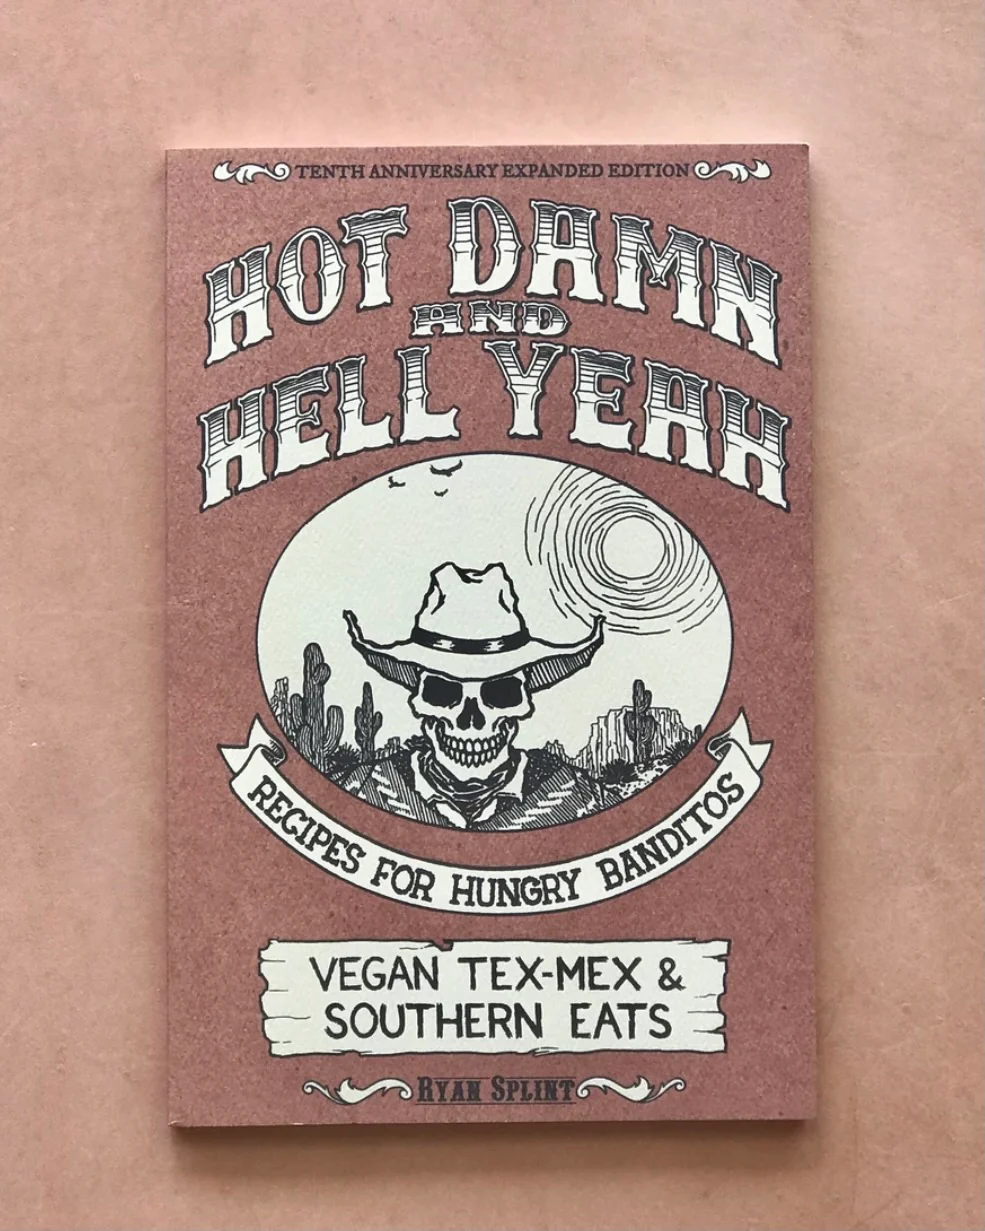 TENTH ANNIVERSARY EXPANDED EDITION
HOT DAMN
AND
HELL YEAH
RECIPES FOR HUNGRY BANDITOS
VEGAN TEX-MEX &
SOUTHERN EATS
RYAN SPLINT